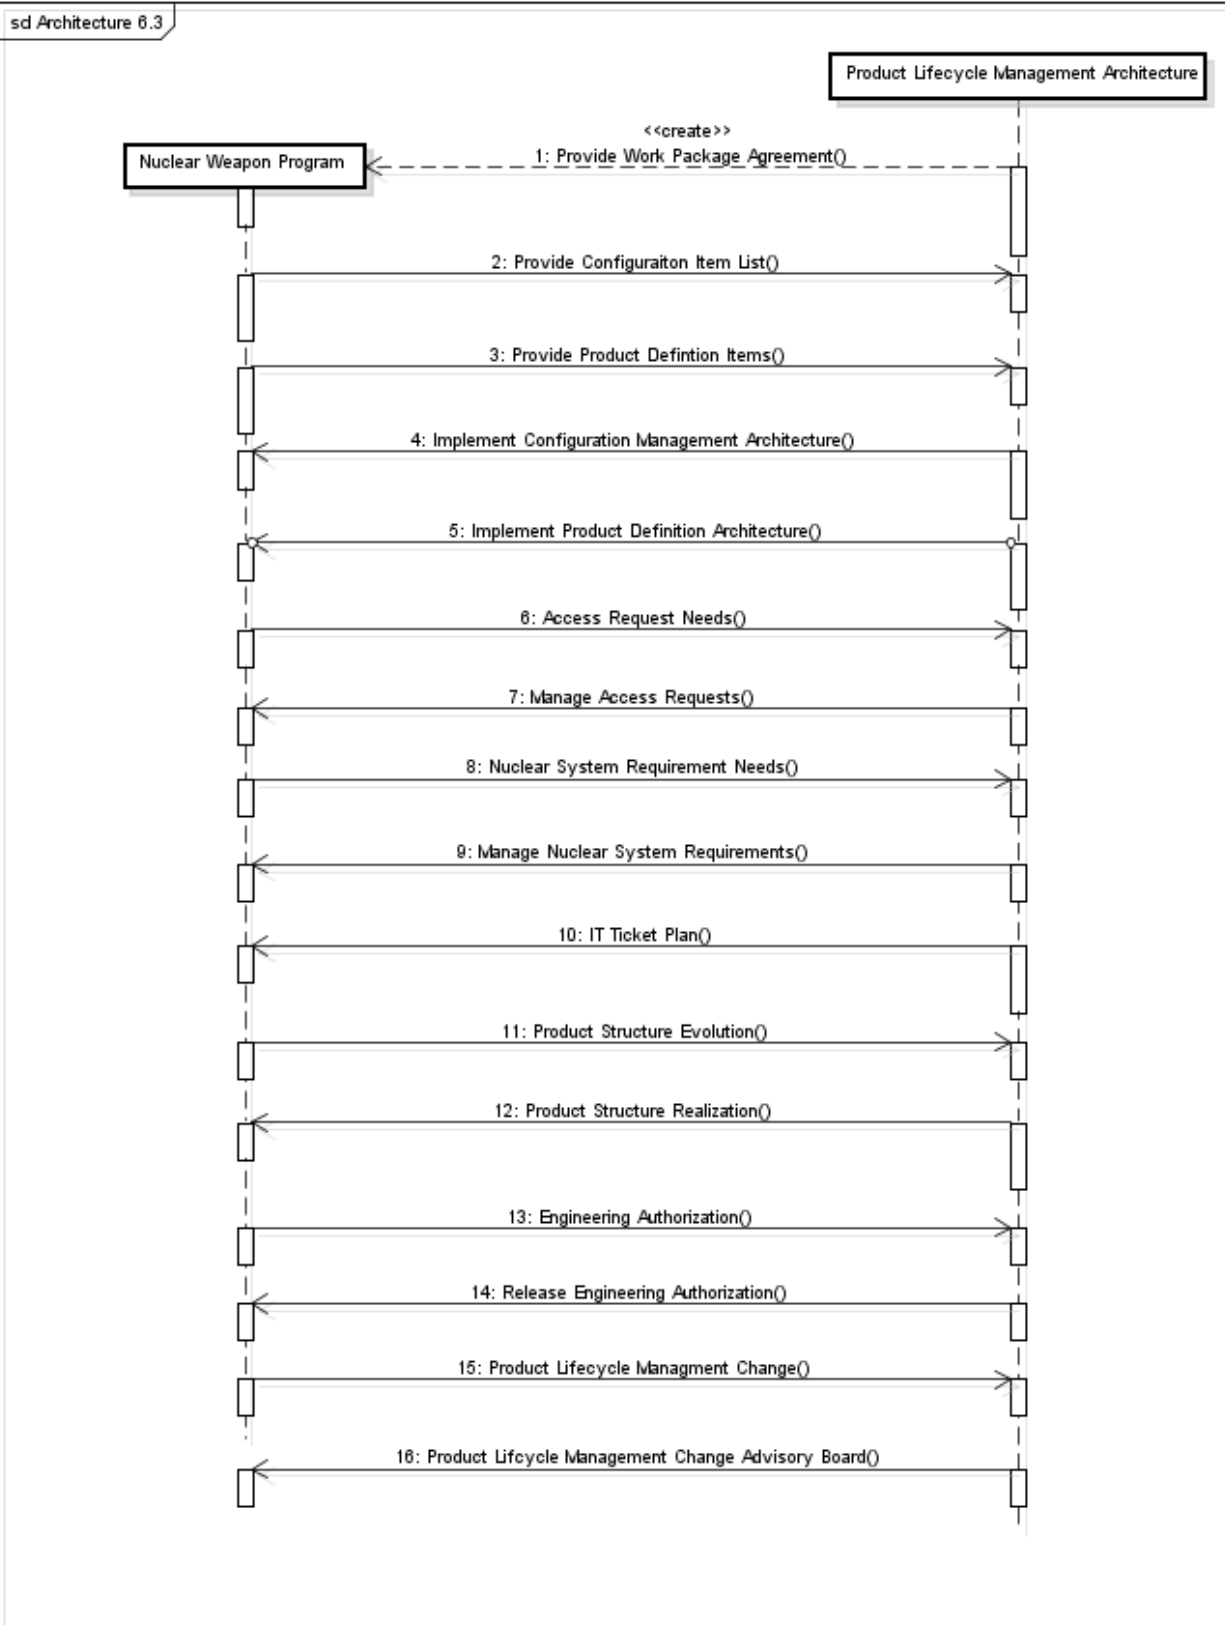 sd Architecture 6.3
Product Lifecycle Management Architecture
<<create>>
1: Provide Work Package Agreement()
Nuclear Weapon Program
2: Provide Configuraiton Item List()
3: Provide Product Defintion Items()
4: Implement Configuration Management Architecture()
5: Implement Product Definition Architecture()
6: Access Request Needs()
7: Manage Access Requests()
8: Nuclear System Requirement Needs()
9: Manage Nuclear System Requirements()
10: IT Ticket Plan()
11: Product Structure Evolution()
12: Product Structure Realization()
13: Engineering Authorization()
14: Release Engineering Authorization()
15: Product Lifecycle Managment Change()
16: Product Lifcycle Management Change Advisory Board()